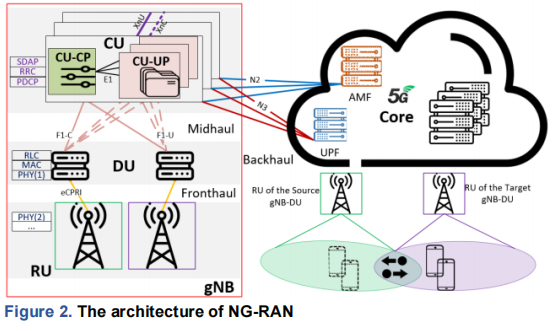 XnU
XnC
CU
CU-CP
CU-UP
E1
SDAP
RRC
PDCP
N2
N3
AMF
5G
Core
UPF
F1-C
F1-U
Midhaul
Backhaul
RLC
MAC
PHY(1)
DU
eCPRI
Fronthaul
PHY(2)
...
RU
gNB
RU of the Source
gNB-DU
RU of the Target
gNB-DU
Figure 2. The architecture of NG-RAN